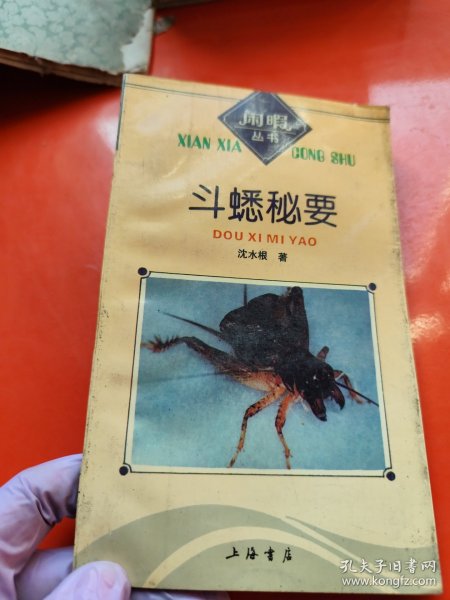 闲暇
丛书
XIAN XIA CONG SHU
斗蟋秘要
DOU XI MI YAO
沈水根 著
上海书店
孔夫子旧书网
www.kongfz.com